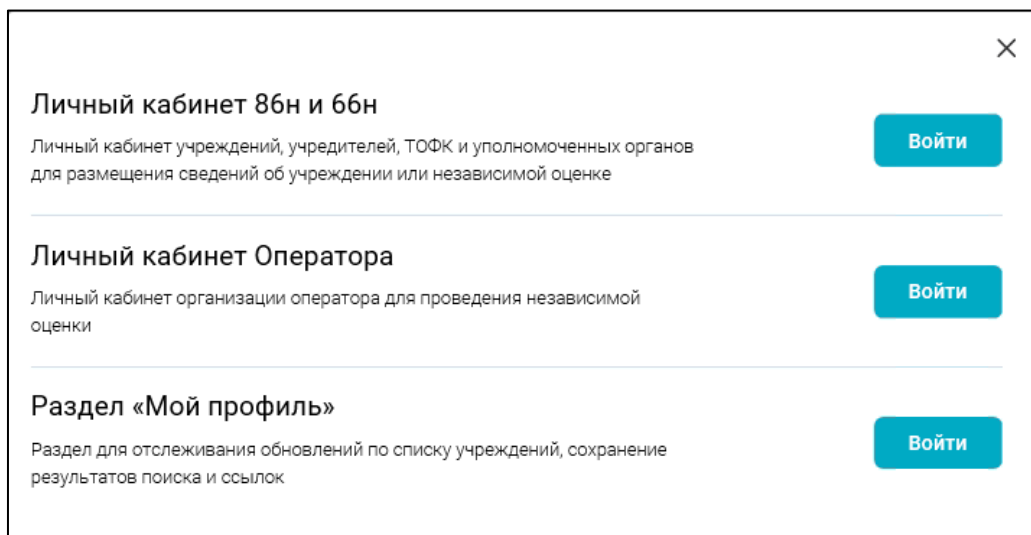 Личный кабинет 86н и 66н
Войти
Личный кабинет учреждений, учредителей, ТОФК и уполномоченных органов
для размещения сведений об учреждении или независимой оценке
Личный кабинет Оператора
Войти
Личный кабинет организации оператора для проведения независимой
оценки
Раздел «Мой профиль»
Войти
Раздел для отслеживания обновлений по списку учреждений, сохранение
результатов поиска и ссылок